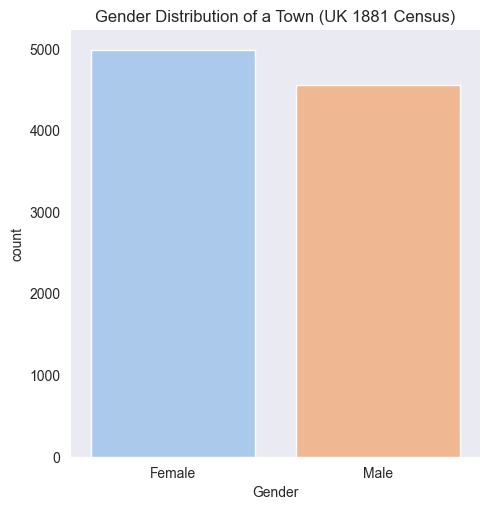 Gender Distribution of a Town (UK 1881 Census)
5000
4000
3000
2000
1000
0
count
Female Male
Gender